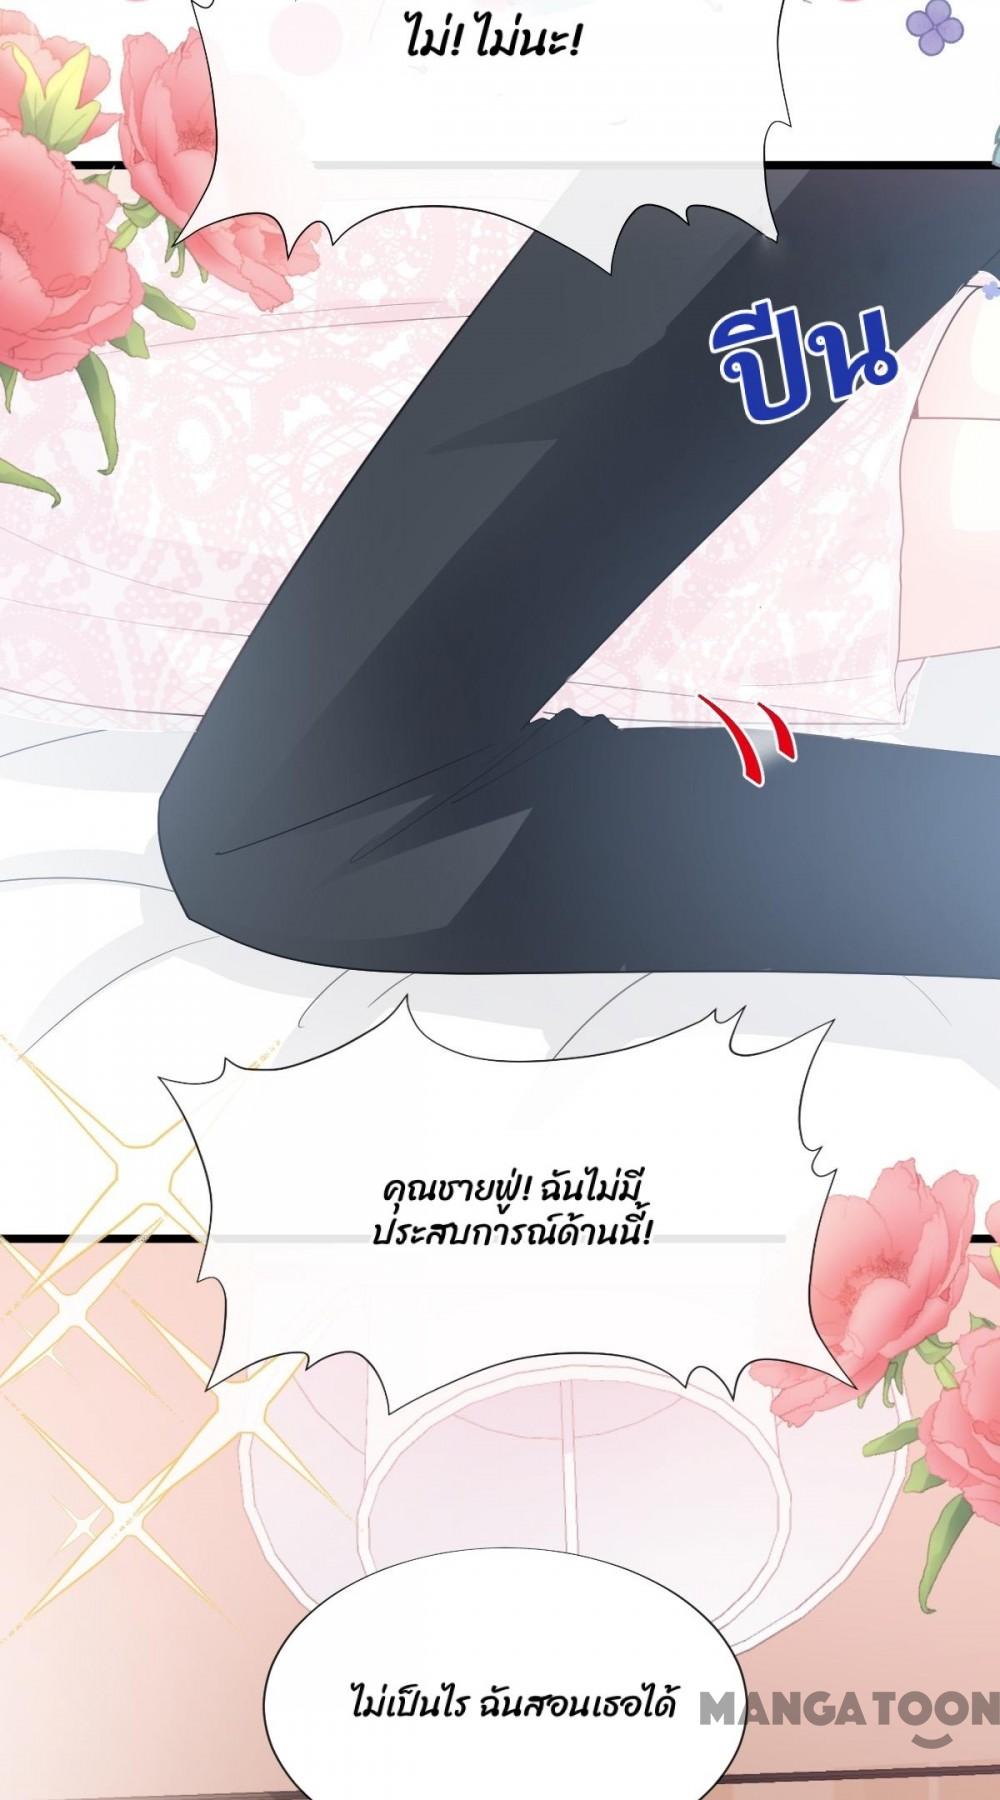 ไม่! ไม่นะ!
ปีน
คุณชายฟู่! ฉันไม่มี
ประสบการณ์ด้านนี้!
ไม่เป็นไร ฉันสอนเธอได้
MANGATOON